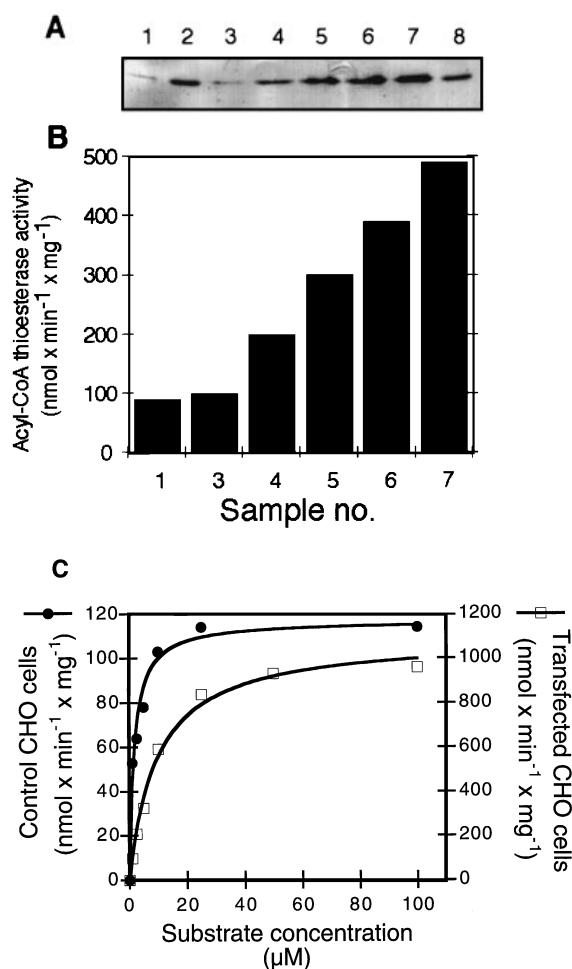 A
1 2 3 4 5 6 7 8
B
Acyl-CoA thioesterase activity
(nmol x min⁻¹ x mg⁻¹)
500
400
300
200
100
0
1 3 4 5 6 7
Sample no.
C
Control CHO cells
(nmol x min⁻¹ x mg⁻¹)
120
100
80
60
40
20
0
1200
1000
800
600
400
200
0
Transfected CHO cells
(nmol x min⁻¹ x mg⁻¹)
0 20 40 60 80 100
Substrate concentration
(µM)